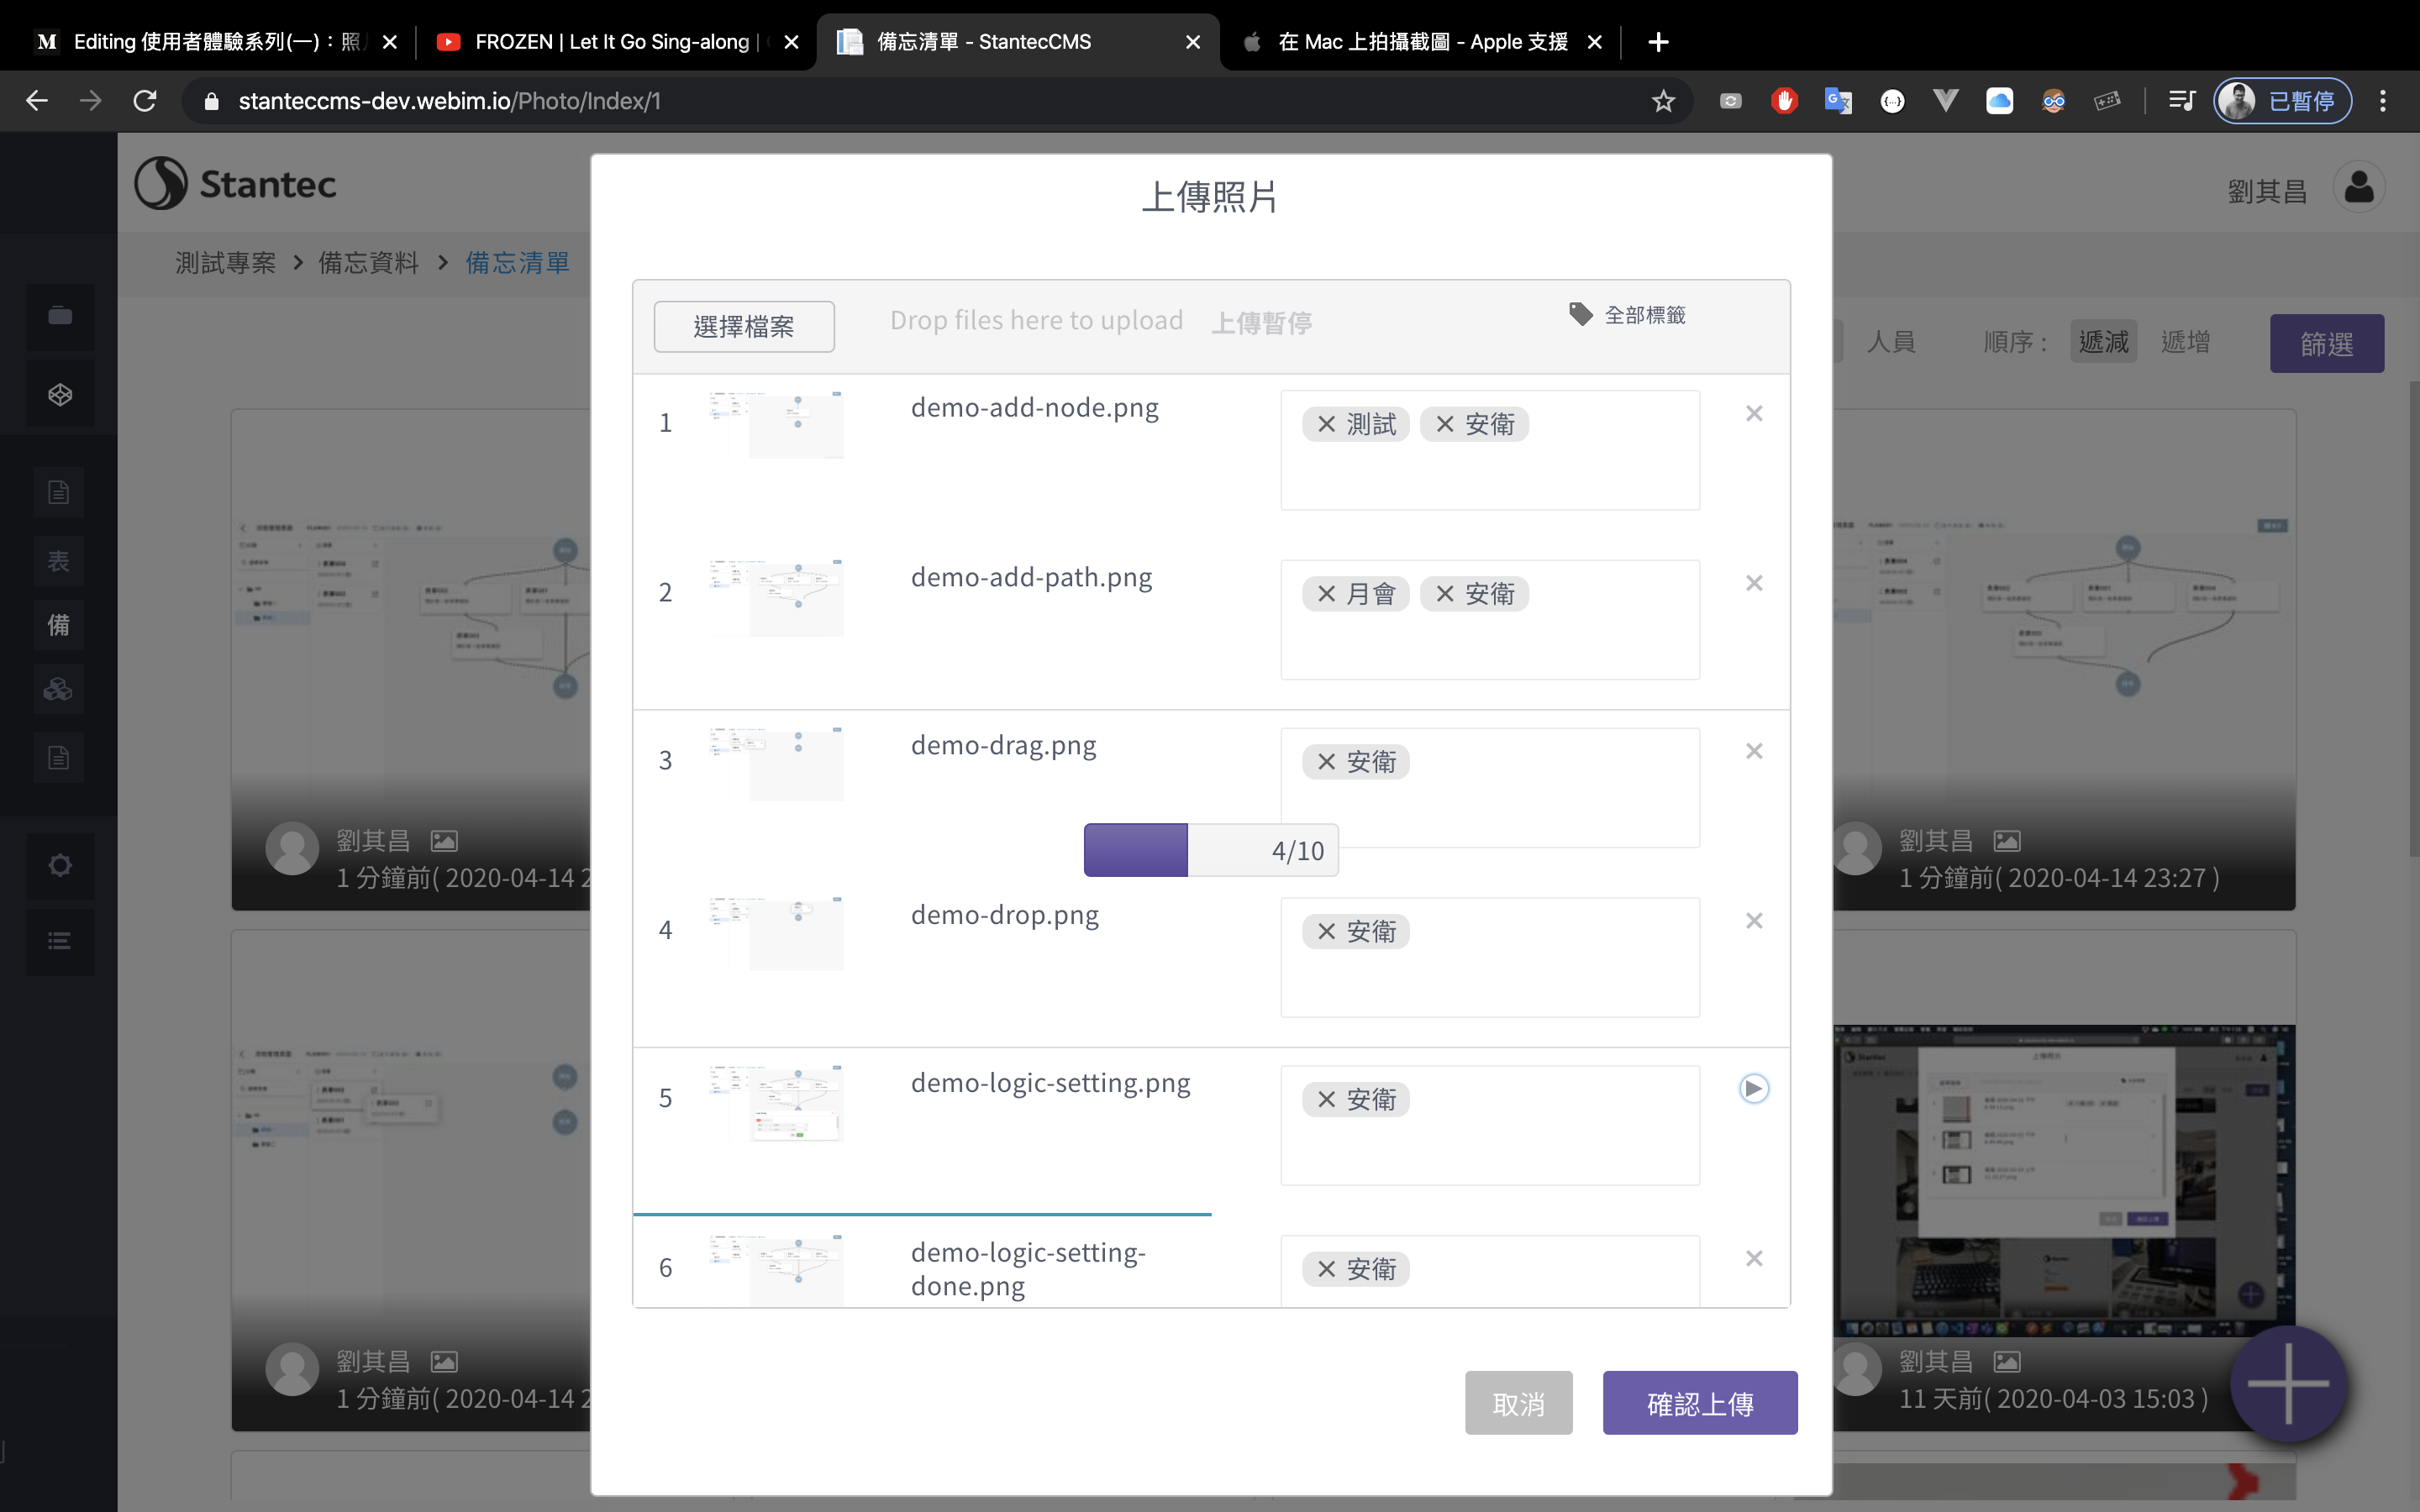 M Editing 使用者體驗系列(一)：照
FROZEN | Let It Go Sing-along |
備忘清單 - StantecCMS
在 Mac 上拍攝截圖 - Apple 支援
stanteccms-dev.webim.io/Photo/Index/1
已暫停
Stantec
劉其昌
測試專案 > 備忘資料 > 備忘清單
人員
順序 :
遞減
遞增
篩選
表
備
上傳照片
選擇檔案
Drop files here to upload
上傳暫停
全部標籤
1
demo-add-node.png
× 測試
× 安衛
2
demo-add-path.png
× 月會
× 安衛
3
demo-drag.png
× 安衛
4/10
4
demo-drop.png
× 安衛
5
demo-logic-setting.png
× 安衛
6
demo-logic-setting-
done.png
× 安衛
取消
確認上傳
劉其昌
1 分鐘前( 2020-04-14 2
劉其昌
1 分鐘前( 2020-04-14 23:27 )
劉其昌
1 分鐘前( 2020-04-14 2
劉其昌
11 天前( 2020-04-03 15:03 )